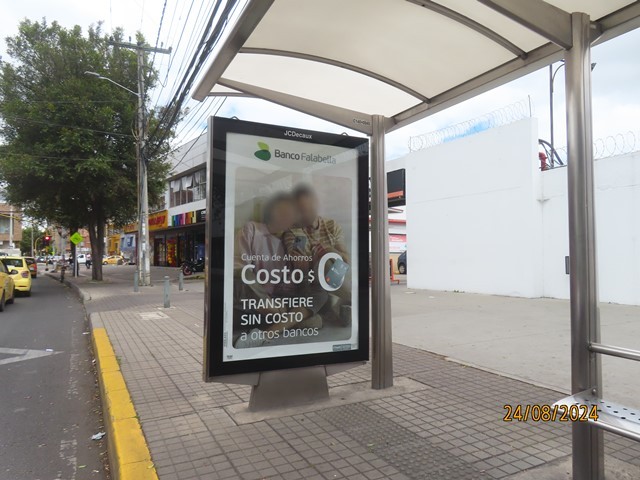 JCDecaux
Banco Falabella
Cuenta de Ahorros
Costo $0
TRANSFIERE
SIN COSTO
a otros bancos
24/08/2024